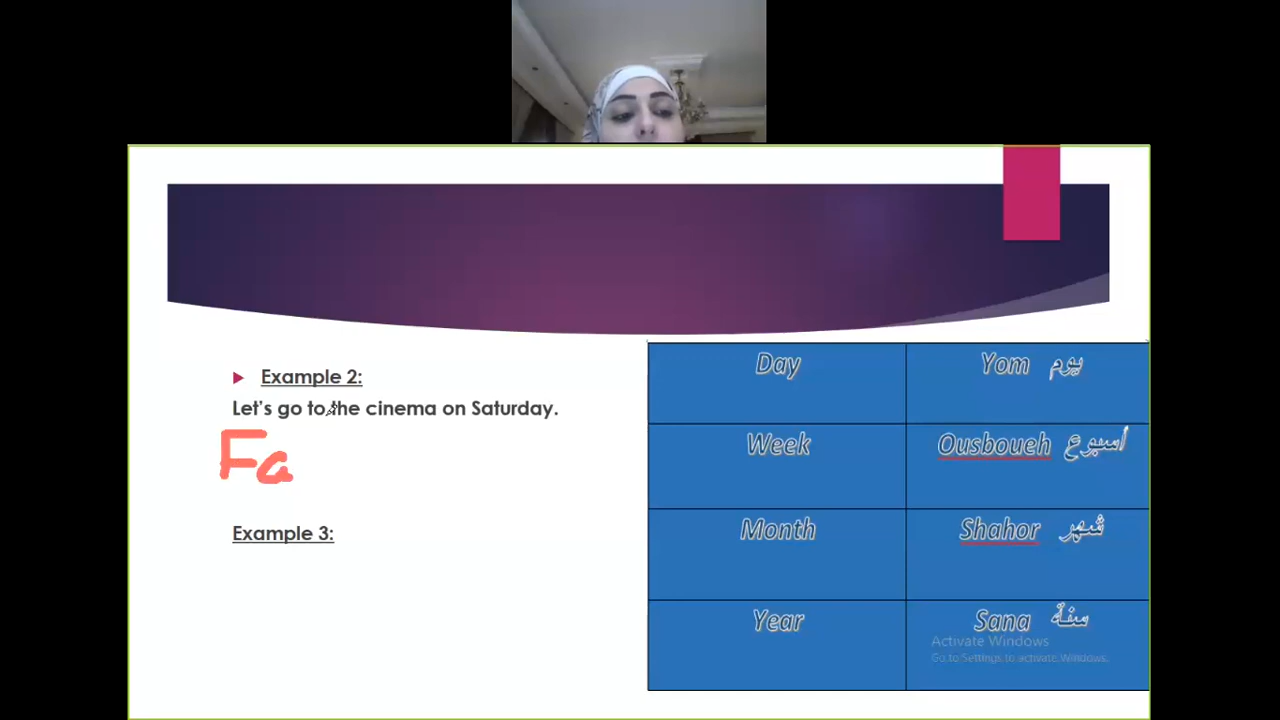 Example 2:
Let's go to the cinema on Saturday.
Fa
Example 3:
Day
Yom يوم
Week
Ousboueh أسبوع
Month
Shahor شهر
Year
Sana سنة
Activate Windows
Go to Settings to activate Windows.